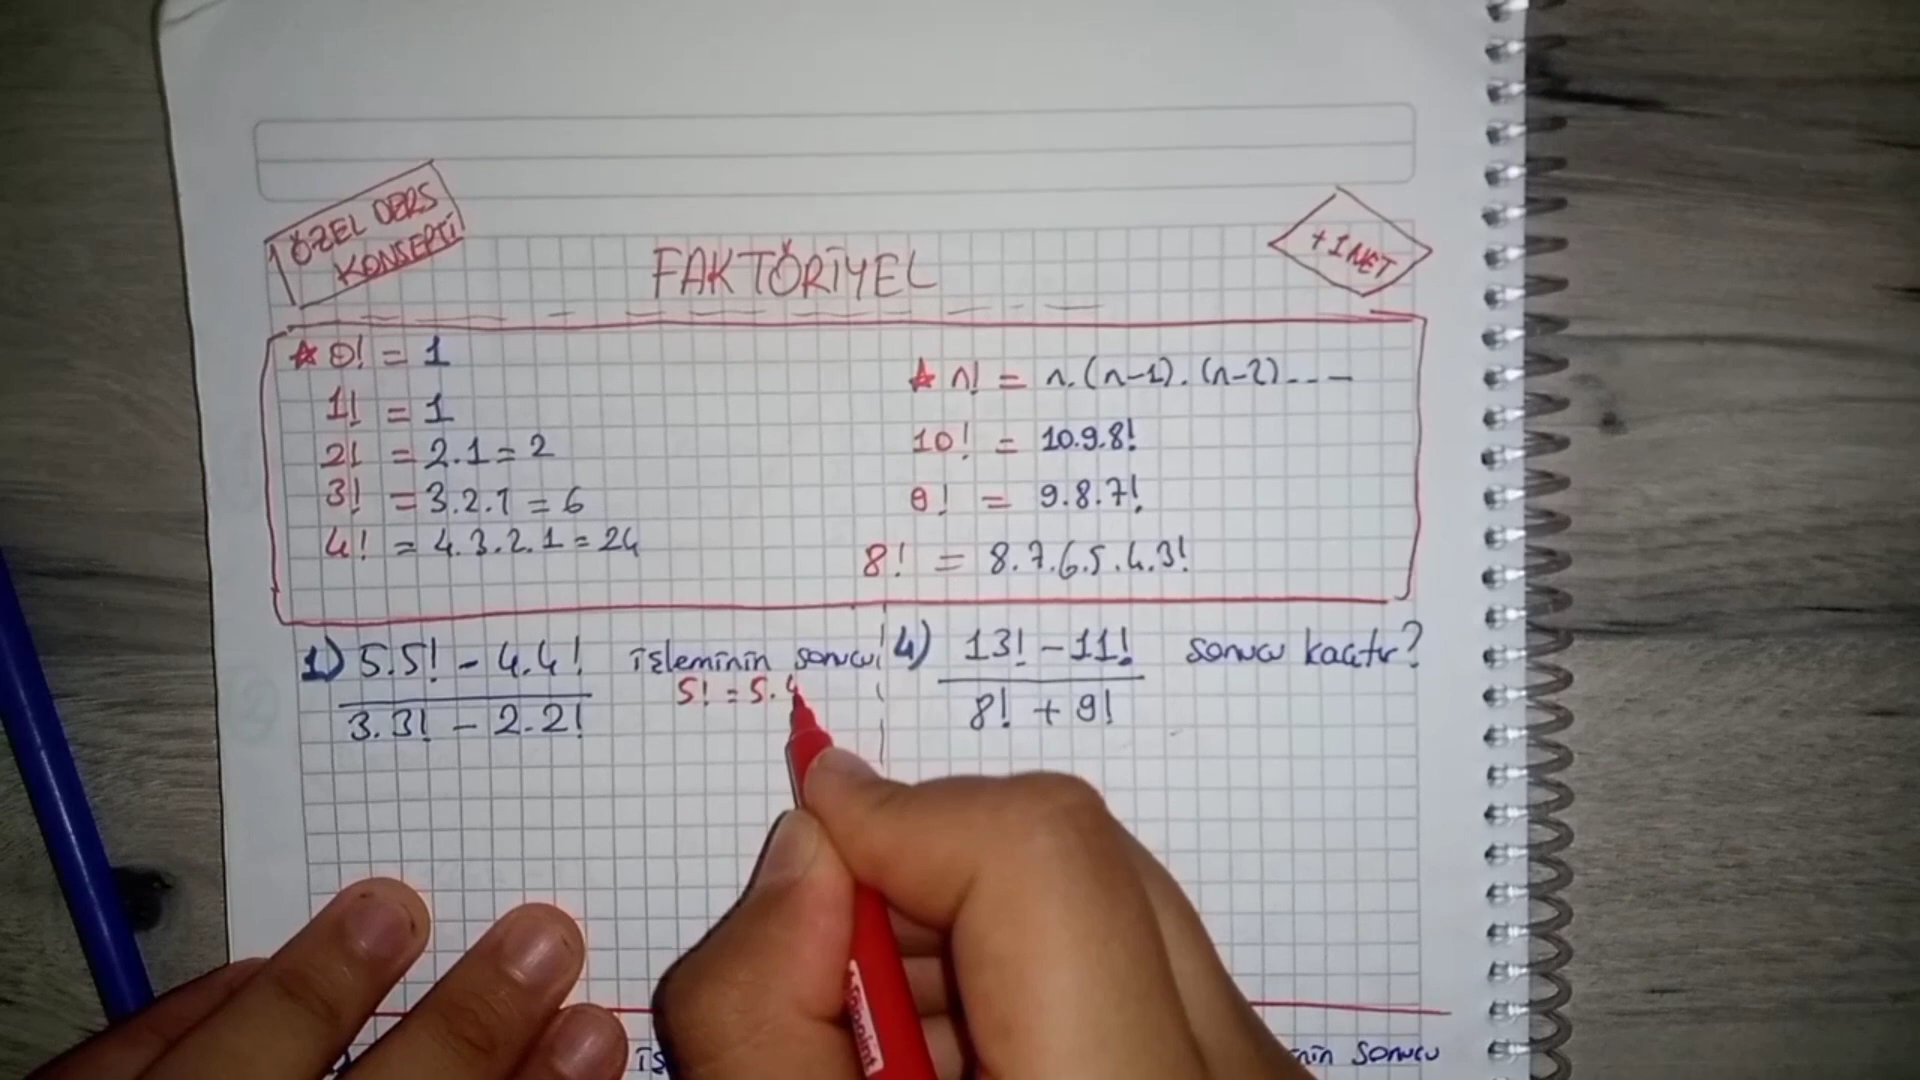 ÖZEL DERS
KONSEPTİ
FAKTÖRİYEL
+1 NET
☆ 0! = 1
1! = 1
2! = 2.1 = 2
3! = 3.2.1 = 6
4! = 4.3.2.1 = 24
☆ n! = n.(n-1).(n-2)....
10! = 10.9.8!
9! = 9.8.7!
8! = 8.7.6.5.4.3!
1) 5.5! - 4.4! işleminin sonucu
3.3! - 2.2!
5! = 5.4
4) 13! - 11! sonucu kaçtır?
8! + 9!
nin sonucu